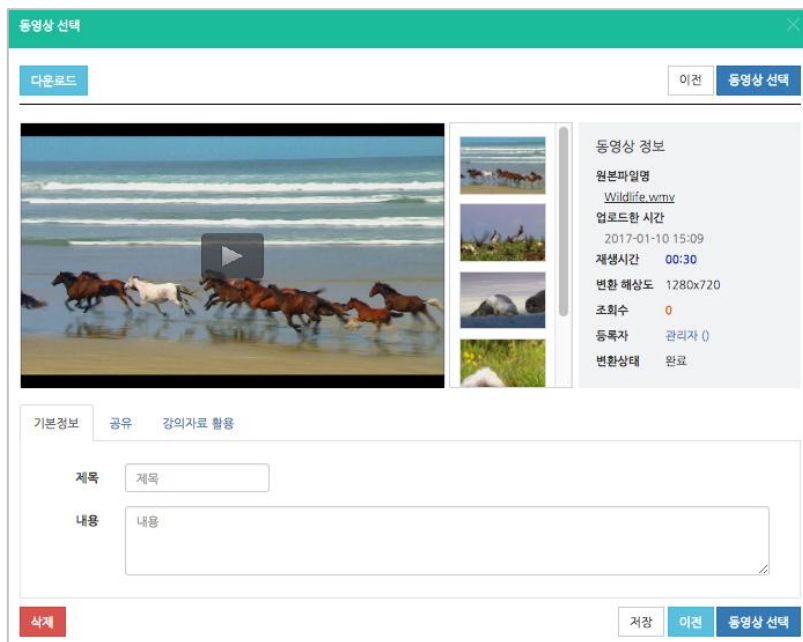 동영상 선택
다운로드 이전 동영상 선택
동영상 정보
원본파일명
Wildlife.wmv
업로드한 시간
2017-01-10 15:09
재생시간 00:30
변환 해상도 1280x720
조회수 0
등록자 관리자 ()
변환상태 완료
기본정보 공유 강의자료 활용
제목 제목
내용 내용
삭제 저장 이전 동영상 선택